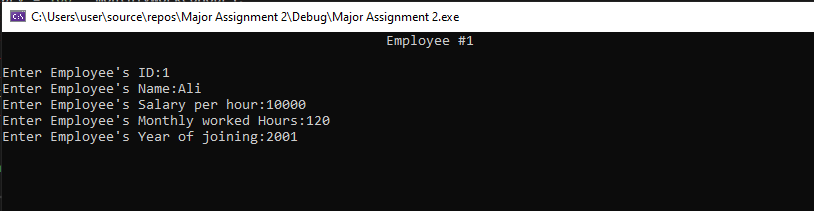 C:\Users\user\source\repos\Major Assignment 2\Debug\Major Assignment 2.exe
Employee #1
Enter Employee's ID:1
Enter Employee's Name:Ali
Enter Employee's Salary per hour:10000
Enter Employee's Monthly worked Hours:120
Enter Employee's Year of joining:2001